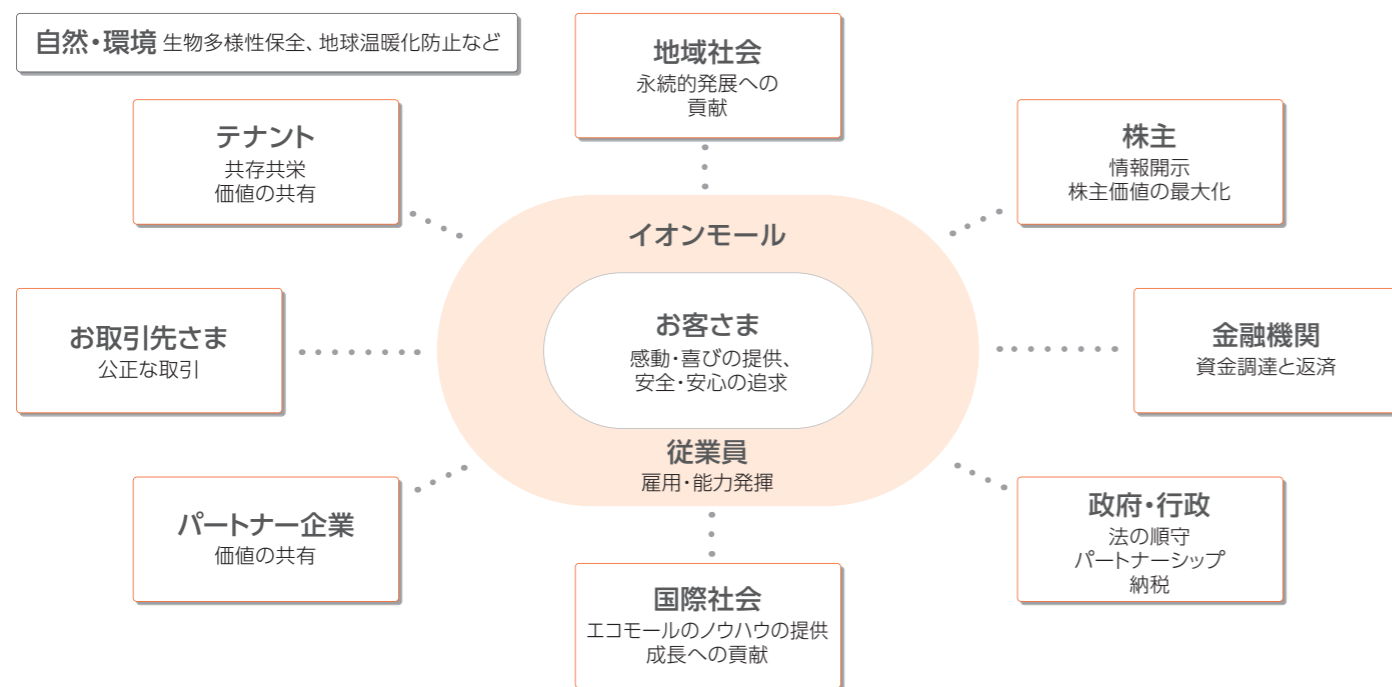 自然・環境 生物多様性保全、地球温暖化防止など
地域社会
永続的発展への
貢献
テナント
共存共栄
価値の共有
株主
情報開示
株主価値の最大化
イオンモール
お客さま
感動・喜びの提供、
安全・安心の追求
従業員
雇用・能力発揮
お取引先さま
公正な取引
金融機関
資金調達と返済
パートナー企業
価値の共有
政府・行政
法の順守
パートナーシップ
納税
国際社会
エコモールのノウハウの提供
成長への貢献